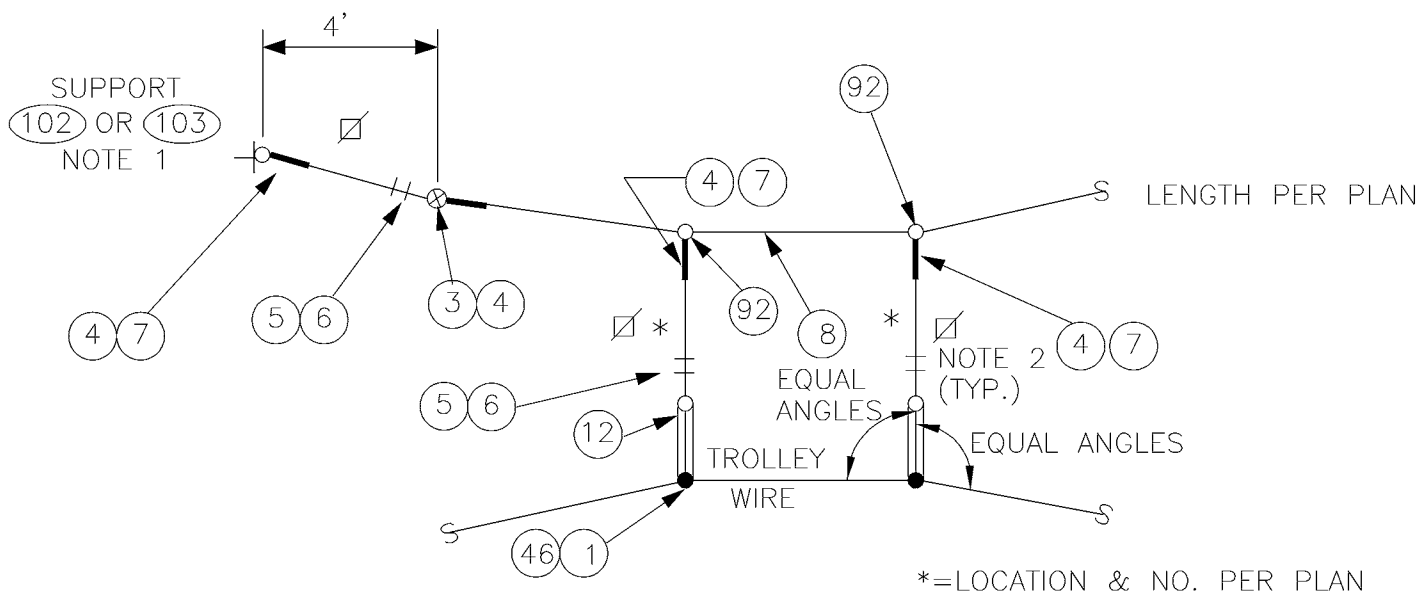 4'
SUPPORT
102 OR 103
NOTE 1
92
4 7
LENGTH PER PLAN
4 7
5 6
3 4
92
8
*
*
NOTE 2
(TYP.)
4 7
5 6
12
EQUAL
ANGLES
EQUAL ANGLES
TROLLEY
WIRE
S
S
S
46 1
*=LOCATION & NO. PER PLAN